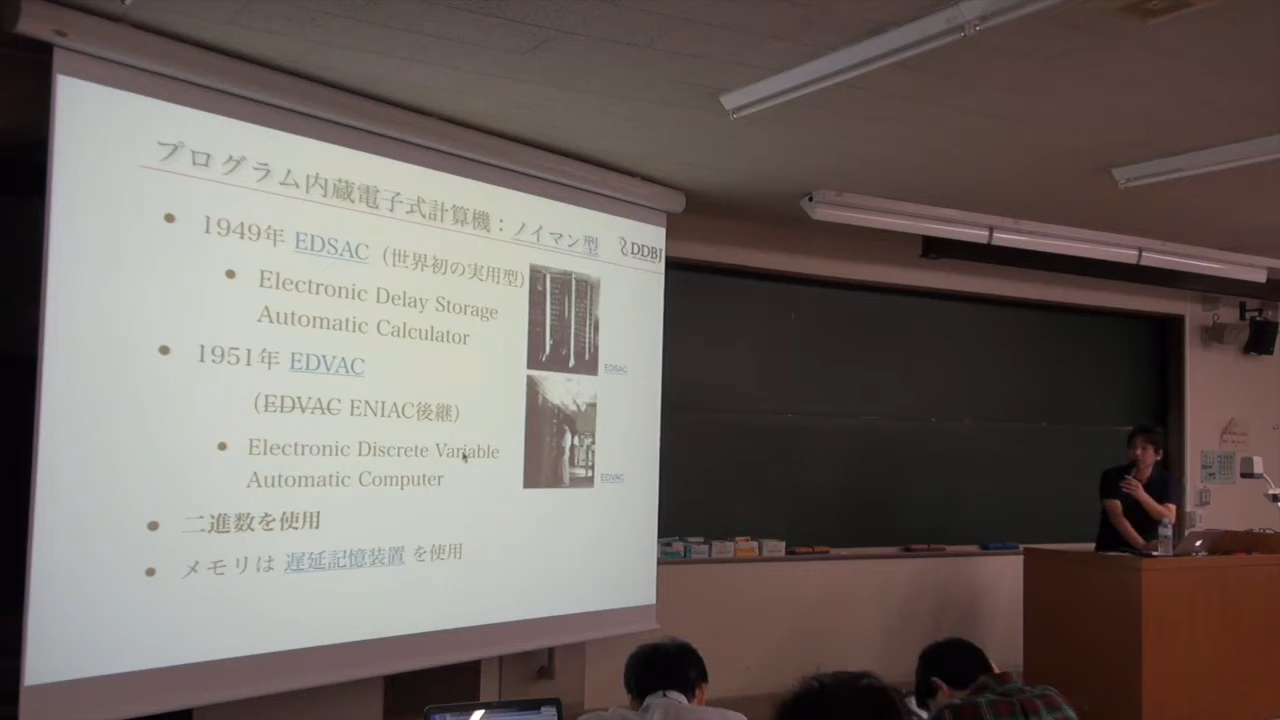 プログラム内蔵電子式計算機：ノイマン型
DDBJ
1949年 EDSAC（世界初の実用型）
Electronic Delay Storage
Automatic Calculator
EDSAC
1951年 EDVAC
（EDVAC ENIAC後継）
Electronic Discrete Variable
Automatic Computer
EDVAC
二進数を使用
メモリは 遅延記憶装置 を使用